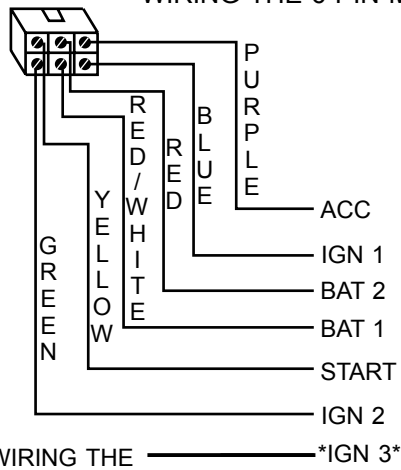 WIRING THE 6 PIN
PURPLE
BLUE
RED
RED/WHITE
YELLOW
GREEN
ACC
IGN 1
BAT 2
BAT 1
START
IGN 2
WIRING THE
*IGN 3*